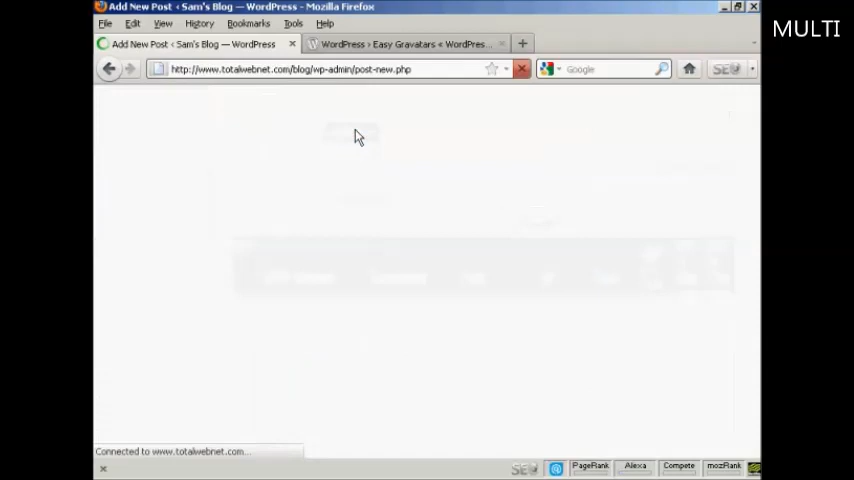 Add New Post ‹ Sam's Blog — WordPress - Mozilla Firefox
MULTI
File Edit View History Bookmarks Tools Help
Add New Post ‹ Sam's Blog — WordPress × WordPress › Easy Gravatars « WordPres... × +
http://www.totalwebnet.com/blog/wp-admin/post-new.php Google SEO
Connected to www.totalwebnet.com...
× SEO PageRank Alexa Compete mozRank